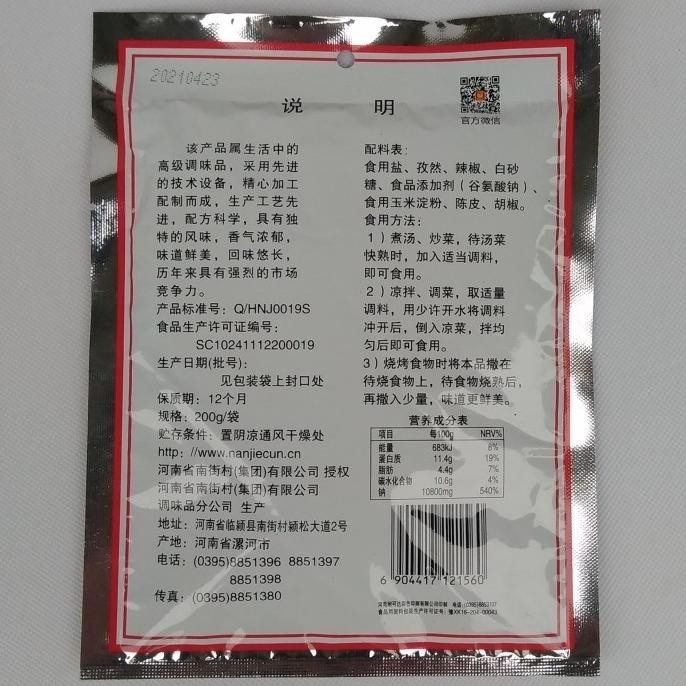 20210423
说 明
官方微信
该产品属生活中的
高级调味品，采用先进
的技术设备，精心加工
配制而成，生产工艺先
进，配方科学，具有独
特的风味，香气浓郁，
味道鲜美，回味悠长，
历年来具有强烈的市场
竞争力。
产品标准号：Q/HNJ0019S
食品生产许可证编号：
SC10241112200019
生产日期(批号)：
见包装袋上封口处
保质期：12个月
规格：200g/袋
贮存条件：置阴凉通风干燥处
http：//www.nanjiecun.cn
河南省南街村(集团)有限公司 授权
河南省南街村(集团)有限公司
调味品分公司 生产
地址：河南省临颍县南街村颍松大道2号
产地：河南省漯河市
电话：(0395)8851396 8851397
8851398
传真：(0395)8851380
配料表：
食用盐、孜然、辣椒、白砂
糖、食品添加剂（谷氨酸钠）、
食用玉米淀粉、陈皮、胡椒。
食用方法：
1）煮汤、炒菜，待汤菜
快熟时，加入适当调料，
即可食用。
2）凉拌、调菜，取适量
调料，用少许开水将调料
冲开后，倒入凉菜，拌均
匀后即可食用。
3）烧烤食物时将本品撒在
待烧食物上，待食物烧熟后，
再撒入少量，味道更鲜美。
营养成分表
项目 每100g NRV%
能量 683kJ 8%
蛋白质 11.4g 19%
脂肪 4.4g 7%
碳水化合物 10.6g 4%
钠 10800mg 540%
6 904417 121560